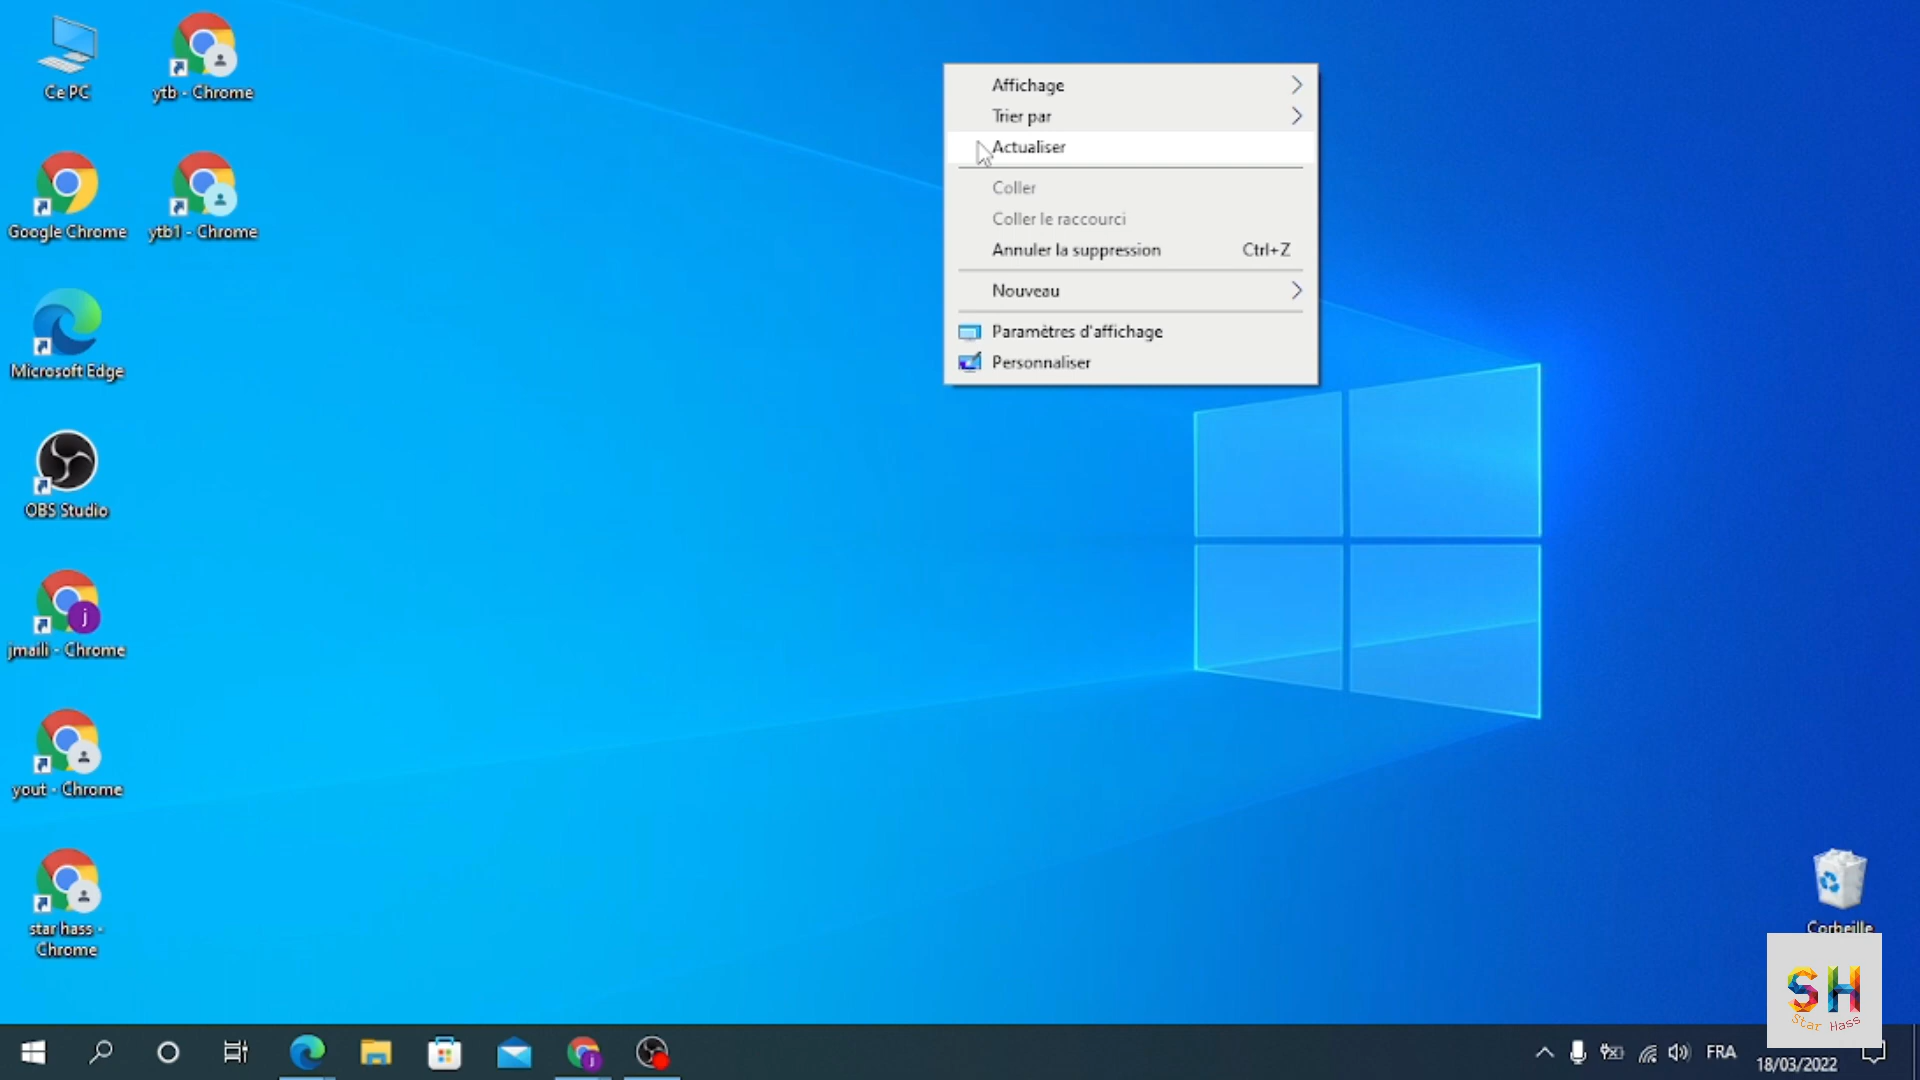 Ce PC
ytb - Chrome
Google Chrome
ytb1 - Chrome
Microsoft Edge
OBS Studio
j
jmaili - Chrome
yout - Chrome
star hass -
Chrome
Affichage
Trier par
Actualiser
Coller
Coller le raccourci
Annuler la suppression Ctrl+Z
Nouveau
Paramètres d'affichage
Personnaliser
Corbeille
SH
Star Hass
j
FRA
18/03/2022